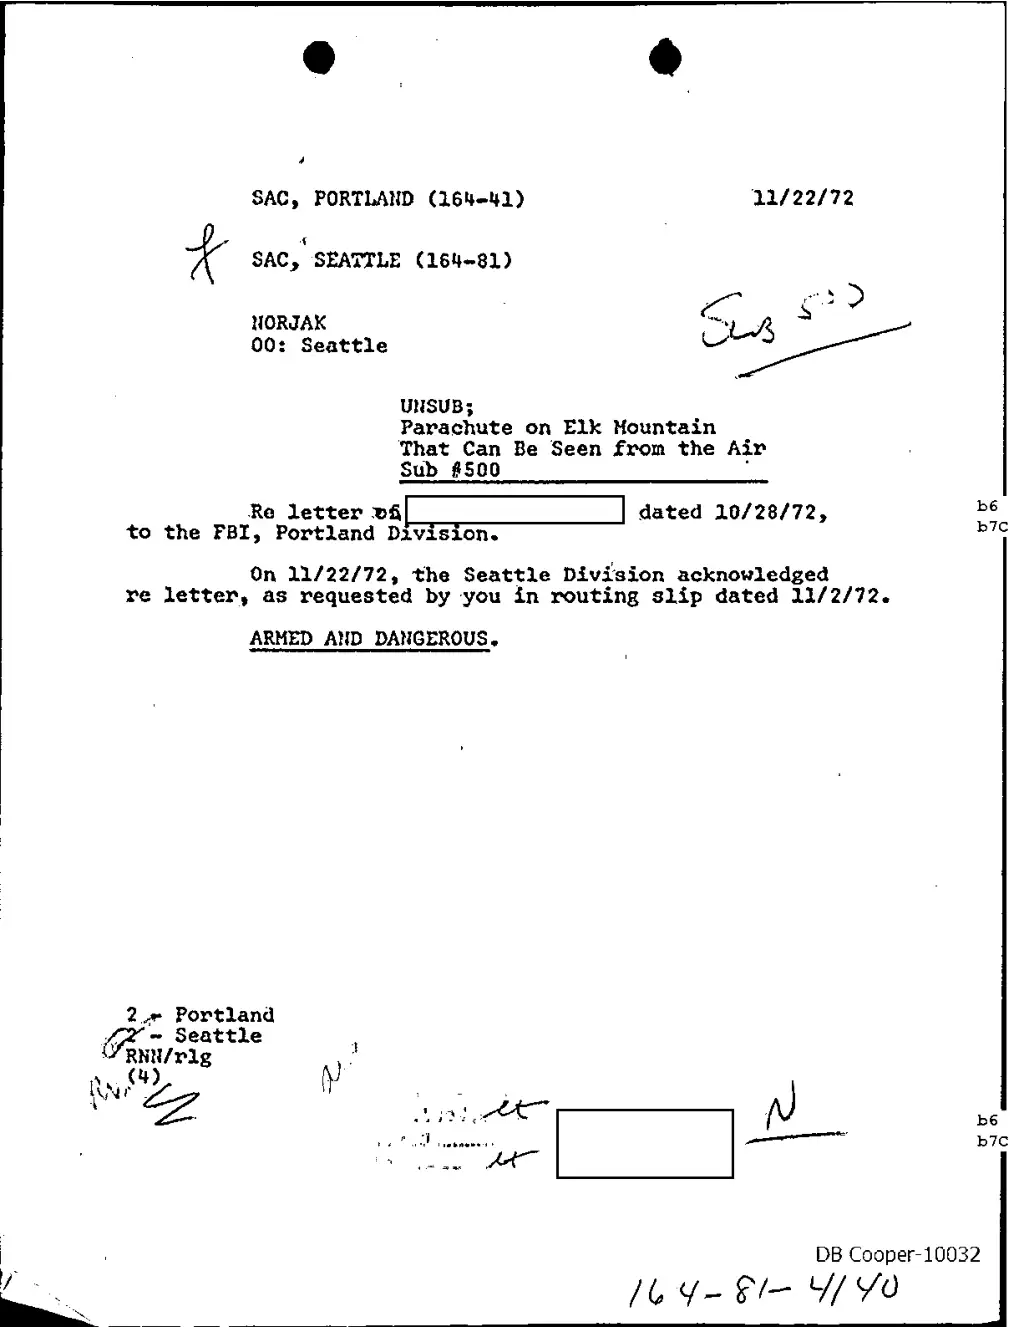 SAC, PORTLAND (164-41) 11/22/72
SAC, SEATTLE (164-81)
Sub 500
NORJAK
OO: Seattle
UNSUB;
Parachute on Elk Mountain
That Can Be Seen from the Air
Sub #500
Re letter of dated 10/28/72,
b6
to the FBI, Portland Division.
b7C
On 11/22/72, the Seattle Division acknowledged
re letter, as requested by you in routing slip dated 11/2/72.
ARMED AND DANGEROUS.
2 - Portland
2 - Seattle
RNN/rlg
(4)
N
N
b6
b7C
DB Cooper-10032
164-81-4140